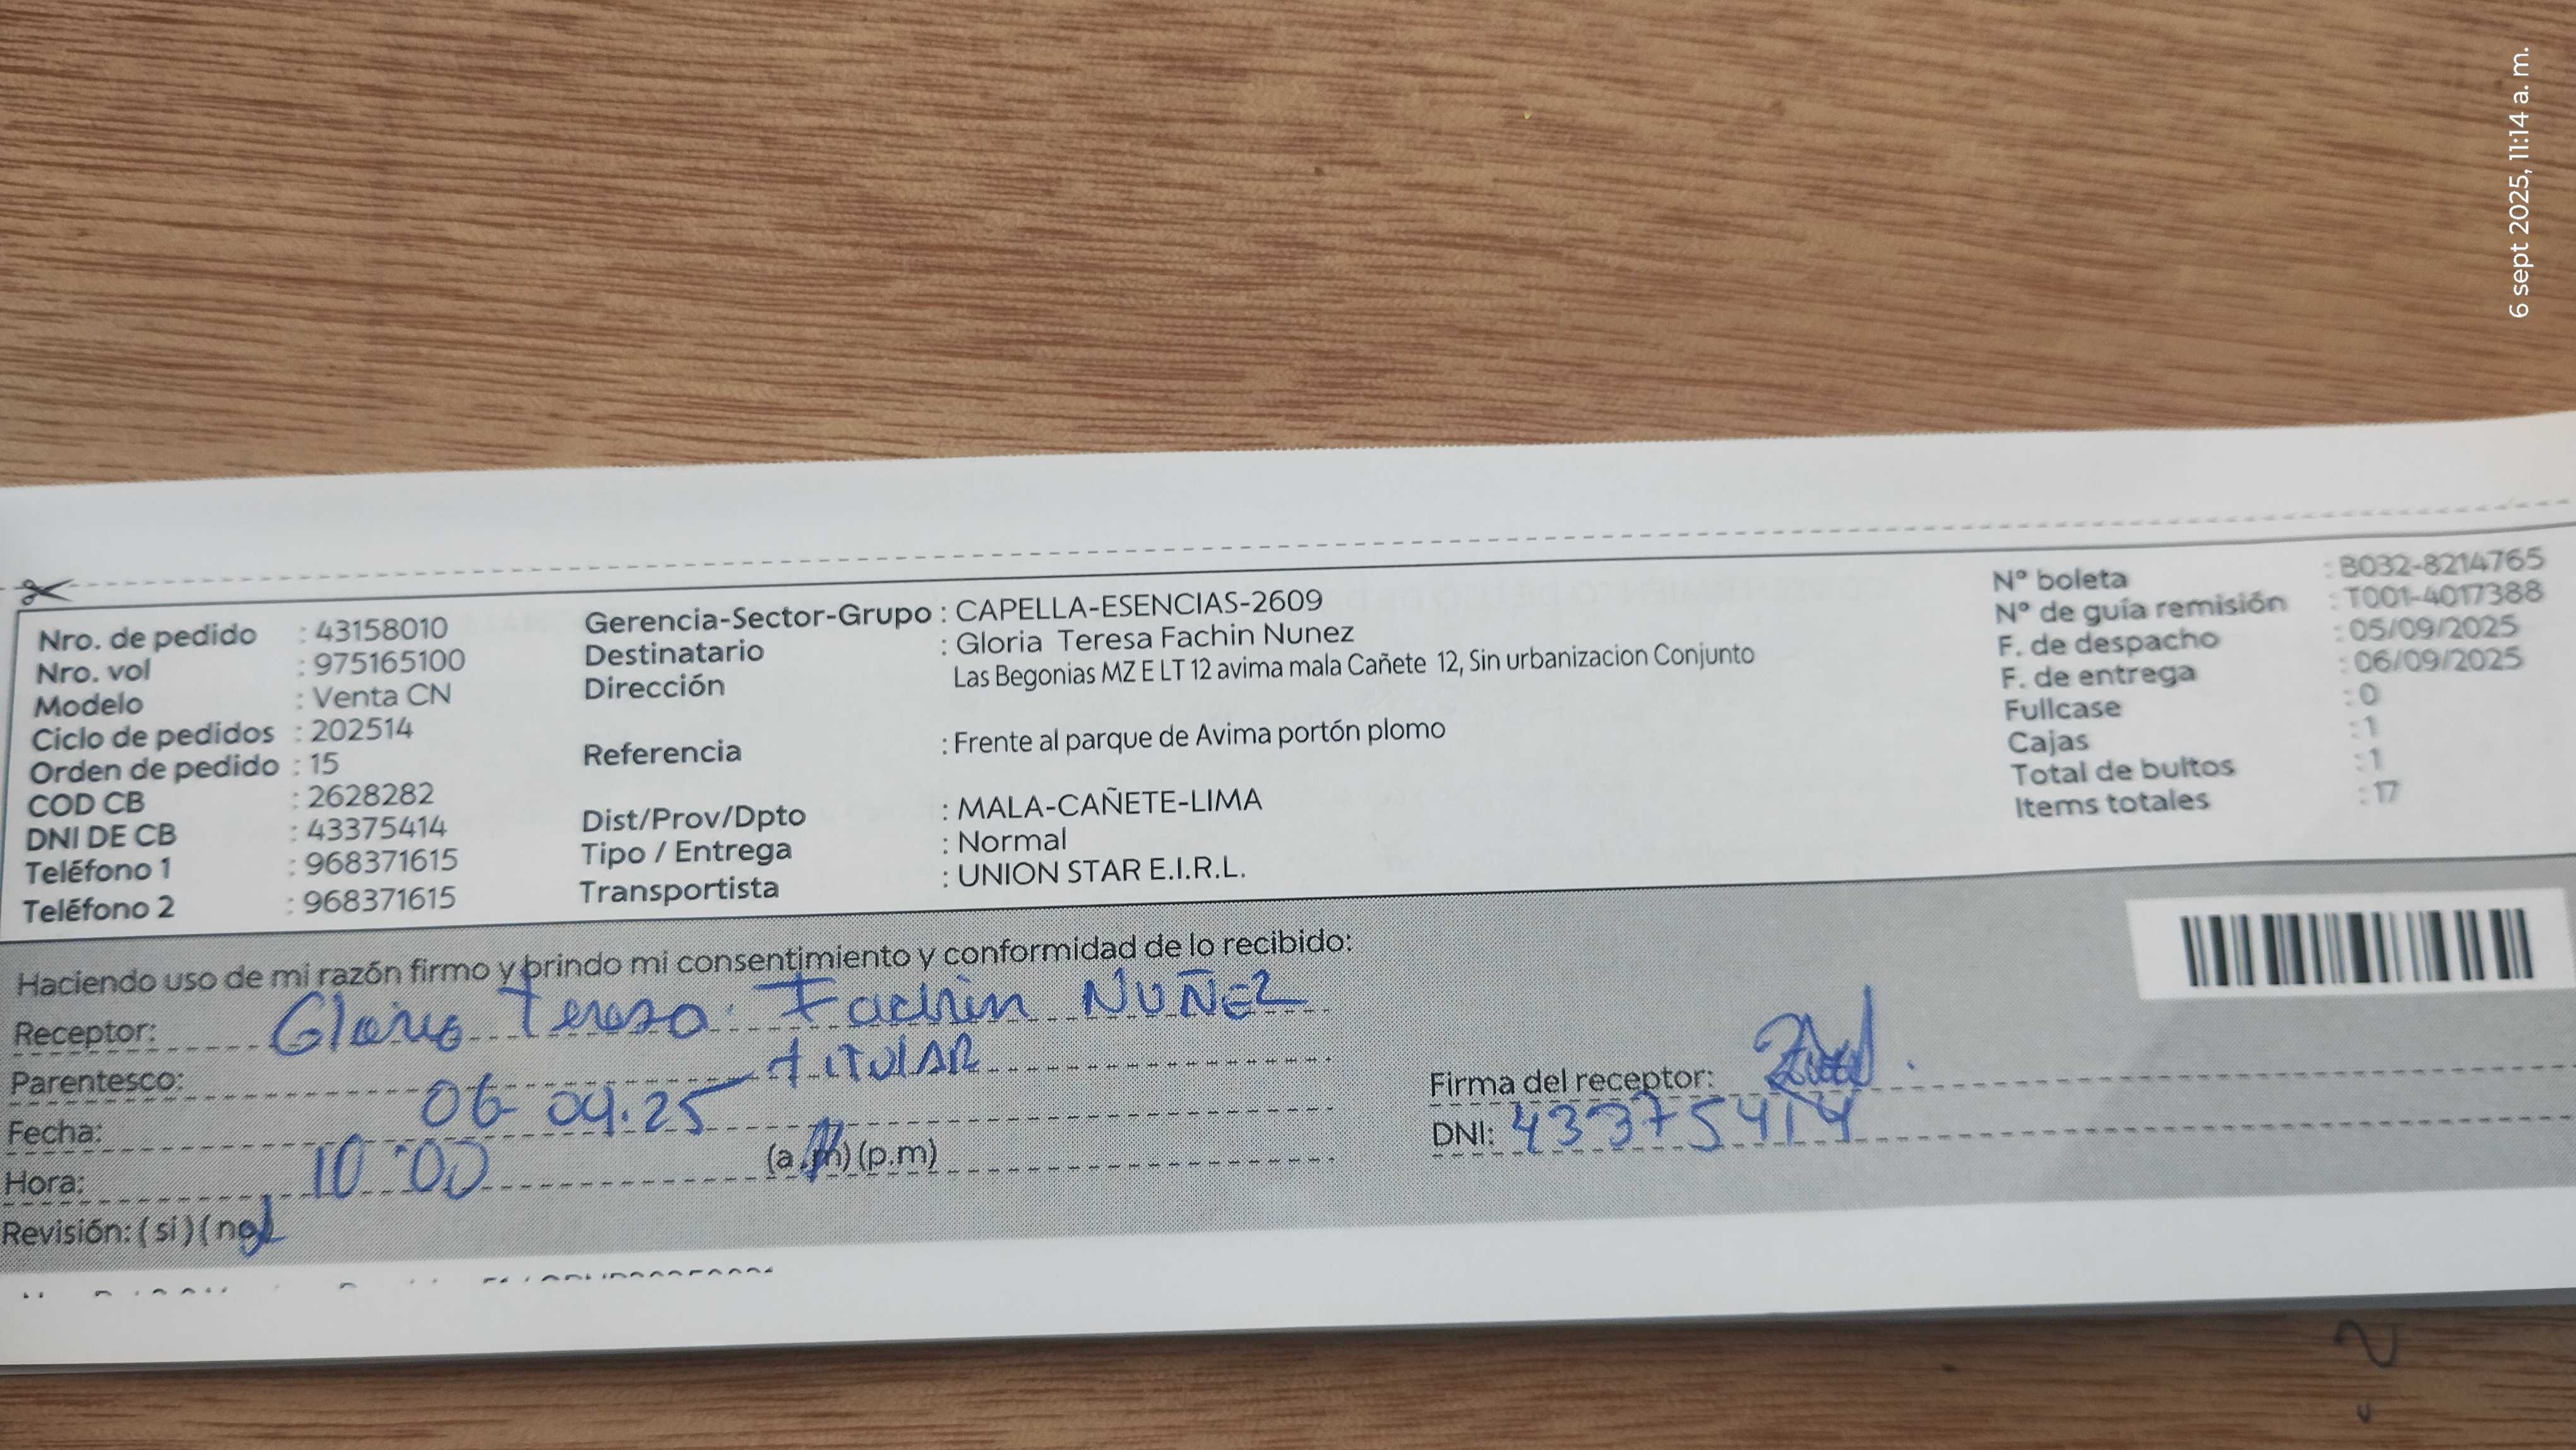 6 sept 2025, 11:14 a. m.
Nro. de pedido : 43158010
Nro. vol : 975165100
Modelo : Venta CN
Ciclo de pedidos : 202514
Orden de pedido : 15
COD CB : 2628282
DNI DE CB : 43375414
Teléfono 1 : 968371615
Teléfono 2 : 968371615
Gerencia-Sector-Grupo : CAPELLA-ESENCIAS-2609
Destinatario : Gloria Teresa Fachin Nunez
Dirección Las Begonias MZ E LT 12 avima mala Cañete 12, Sin urbanizacion Conjunto
Referencia : Frente al parque de Avima portón plomo
Dist/Prov/Dpto : MALA-CAÑETE-LIMA
Tipo / Entrega : Normal
Transportista : UNION STAR E.I.R.L.
N° boleta : B032-8214765
N° de guía remisión : T001-4017388
F. de despacho : 05/09/2025
F. de entrega : 06/09/2025
Fullcase : 0
Cajas : 1
Total de bultos : 1
Items totales : 17
Haciendo uso de mi razón firmo y brindo mi consentimiento y conformidad de lo recibido:
Receptor: Gloria Teresa Fachin NUÑEZ
Parentesco: TITULAR
Fecha: 06 09.25
Hora: 10:00 (a.m) (p.m)
Revisión: (si) (no)
Firma del receptor:
DNI: 43375414